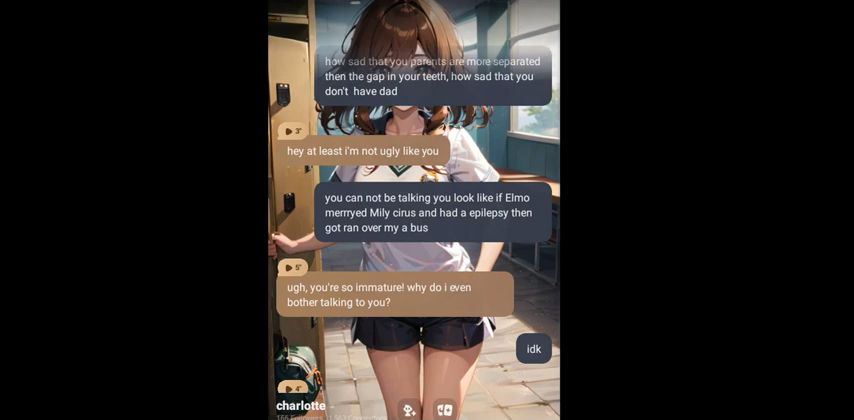 how sad that you parents are more separated
then the gap in your teeth, how sad that you
don't have dad
3"
hey at least i'm not ugly like you
you can not be talking you look like if Elmo
merrryed Mily cirus and had a epilepsy then
got ran over my a bus
5"
ugh, you're so immature! why do i even
bother talking to you?
idk
4"
charlotte